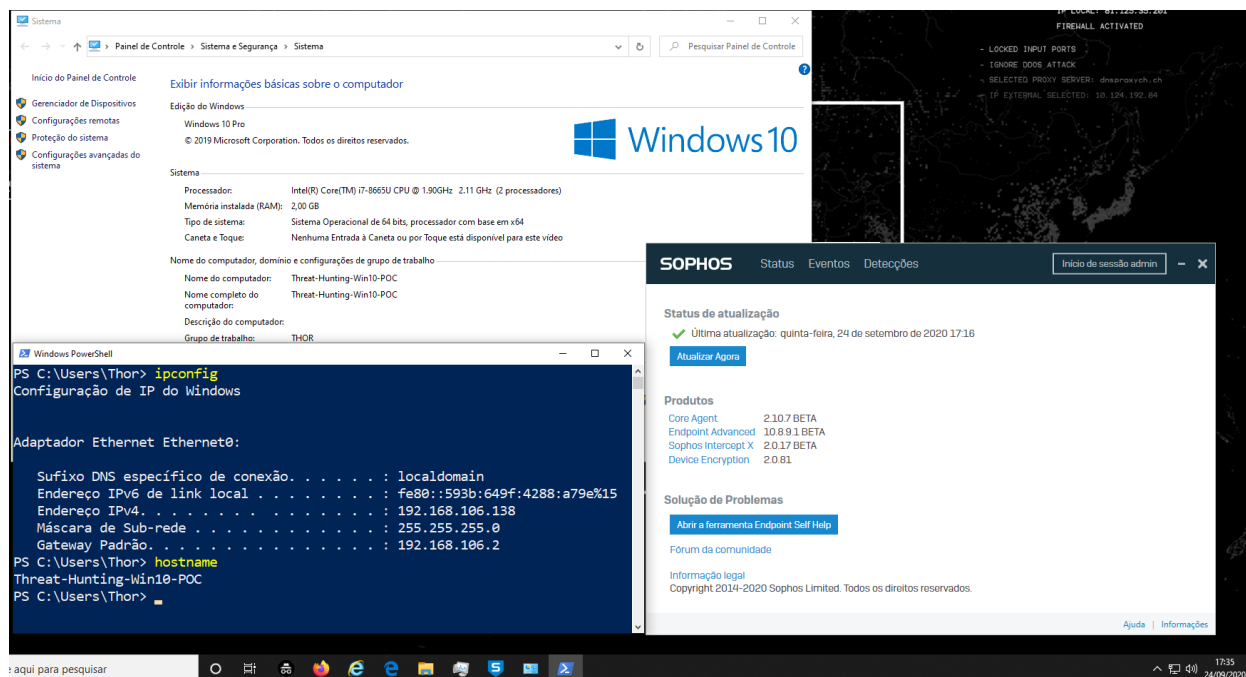 Sistema
Painel de Controle › Sistema e Segurança › Sistema
Pesquisar Painel de Controle
Início do Painel de Controle
Gerenciador de Dispositivos
Configurações remotas
Proteção do sistema
Configurações avançadas do
sistema
Exibir informações básicas sobre o computador
Edição do Windows
Windows 10 Pro
© 2019 Microsoft Corporation. Todos os direitos reservados.
Windows 10
Sistema
Processador: Intel(R) Core(TM) i7-8665U CPU @ 1.90GHz 2.11 GHz (2 processadores)
Memória instalada (RAM): 2,00 GB
Tipo de sistema: Sistema Operacional de 64 bits, processador com base em x64
Caneta e Toque: Nenhuma Entrada à Caneta ou por Toque está disponível para este vídeo
Nome do computador, domínio e configurações de grupo de trabalho
Nome do computador: Threat-Hunting-Win10-POC
Nome completo do Threat-Hunting-Win10-POC
computador:
Descrição do computador:
Grupo de trabalho: THOR
IP LOCAL: 81.125.35.201
FIREWALL ACTIVATED
- LOCKED INPUT PORTS
- IGNORE DDOS ATTACK
- SELECTED PROXY SERVER: dnsproxych.ch
- IP EXTERNAL SELECTED: 10.124.192.84
Windows PowerShell
PS C:\Users\Thor> ipconfig
Configuração de IP do Windows
Adaptador Ethernet Ethernet0:
Sufixo DNS específico de conexão. . . . . . : localdomain
Endereço IPv6 de link local . . . . . . . . : fe80::593b:649f:4288:a79e%15
Endereço IPv4. . . . . . . . . . . . . . . : 192.168.106.138
Máscara de Sub-rede . . . . . . . . . . . . : 255.255.255.0
Gateway Padrão. . . . . . . . . . . . . . . : 192.168.106.2
PS C:\Users\Thor> hostname
Threat-Hunting-Win10-POC
PS C:\Users\Thor>
SOPHOS Status Eventos Detecções Início de sessão admin
Status de atualização
Última atualização: quinta-feira, 24 de setembro de 2020 17:16
Atualizar Agora
Produtos
Core Agent 2.10.7 BETA
Endpoint Advanced 10.8.9.1 BETA
Sophos Intercept X 2.0.17 BETA
Device Encryption 2.0.81
Solução de Problemas
Abrir a ferramenta Endpoint Self Help
Fórum da comunidade
Informação legal
Copyright 2014-2020 Sophos Limited. Todos os direitos reservados.
Ajuda | Informações
aqui para pesquisar
17:35
24/09/2020